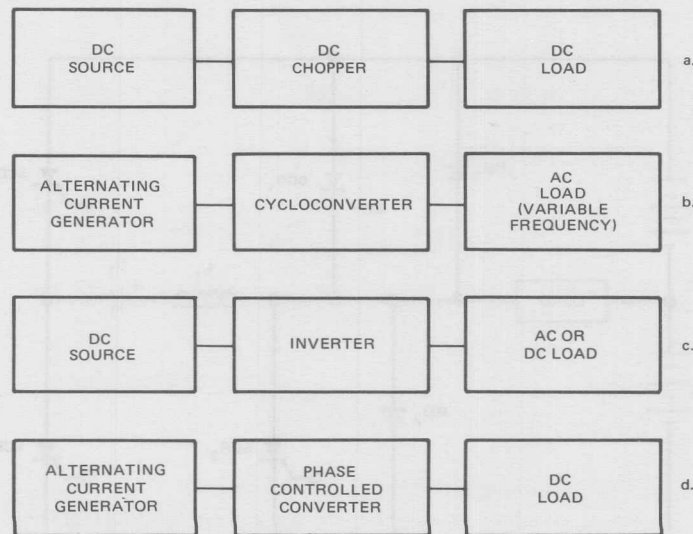 DC
SOURCE
DC
CHOPPER
DC
LOAD
a.
ALTERNATING
CURRENT
GENERATOR
CYCLOCONVERTER
AC
LOAD
(VARIABLE
FREQUENCY)
b.
DC
SOURCE
INVERTER
AC OR
DC LOAD
c.
ALTERNATING
CURRENT
GENERATOR
PHASE
CONTROLLED
CONVERTER
DC
LOAD
d.